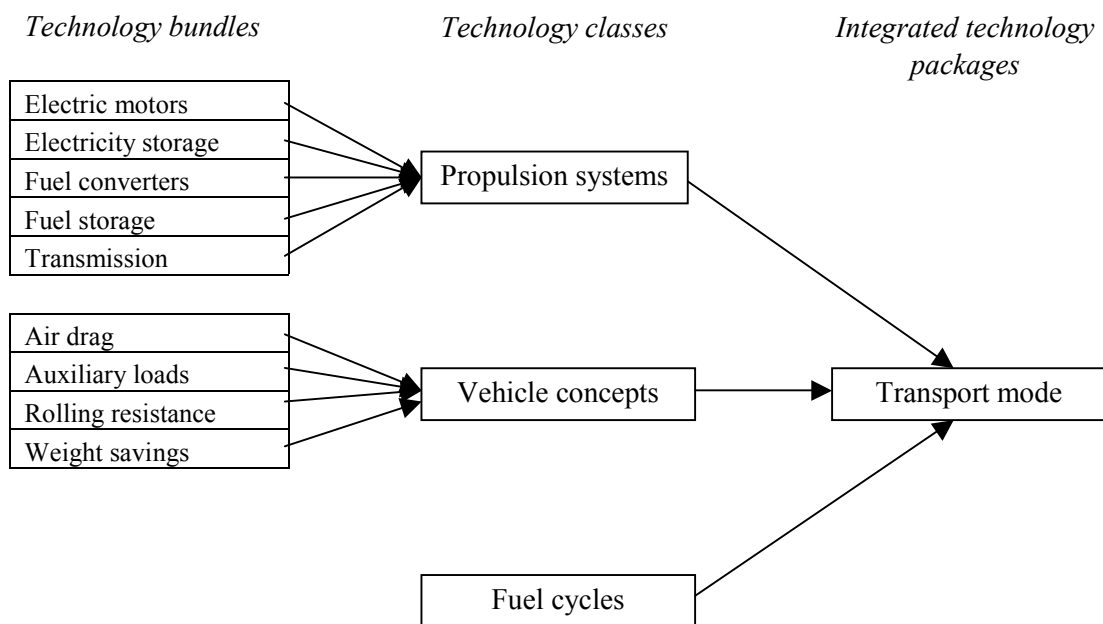 Technology bundles
Technology classes
Integrated technology
packages
Electric motors
Electricity storage
Fuel converters
Fuel storage
Transmission
Propulsion systems
Air drag
Auxiliary loads
Rolling resistance
Weight savings
Vehicle concepts
Transport mode
Fuel cycles